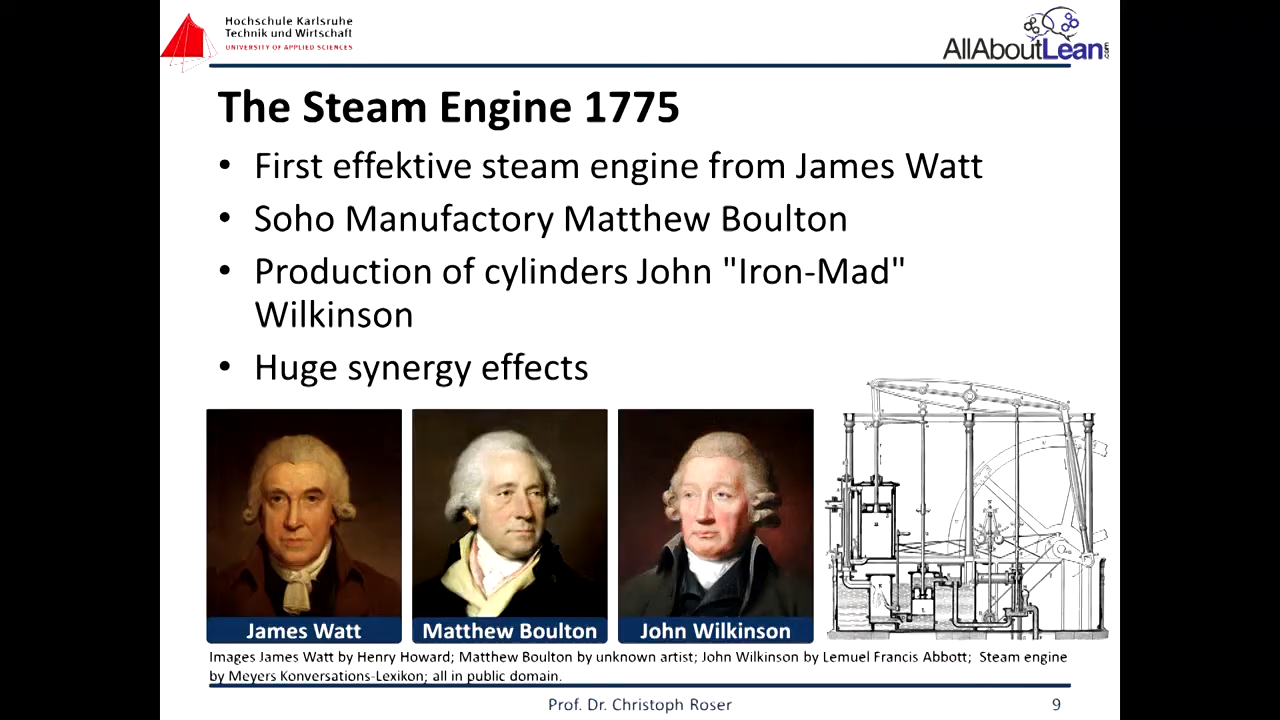 Hochschule Karlsruhe
Technik und Wirtschaft
UNIVERSITY OF APPLIED SCIENCES
AllAboutLean.com
The Steam Engine 1775
• First effektive steam engine from James Watt
• Soho Manufactory Matthew Boulton
• Production of cylinders John "Iron-Mad"
Wilkinson
• Huge synergy effects
James Watt
Matthew Boulton
John Wilkinson
Images James Watt by Henry Howard; Matthew Boulton by unknown artist; John Wilkinson by Lemuel Francis Abbott; Steam engine
by Meyers Konversations-Lexikon; all in public domain.
Prof. Dr. Christoph Roser
9